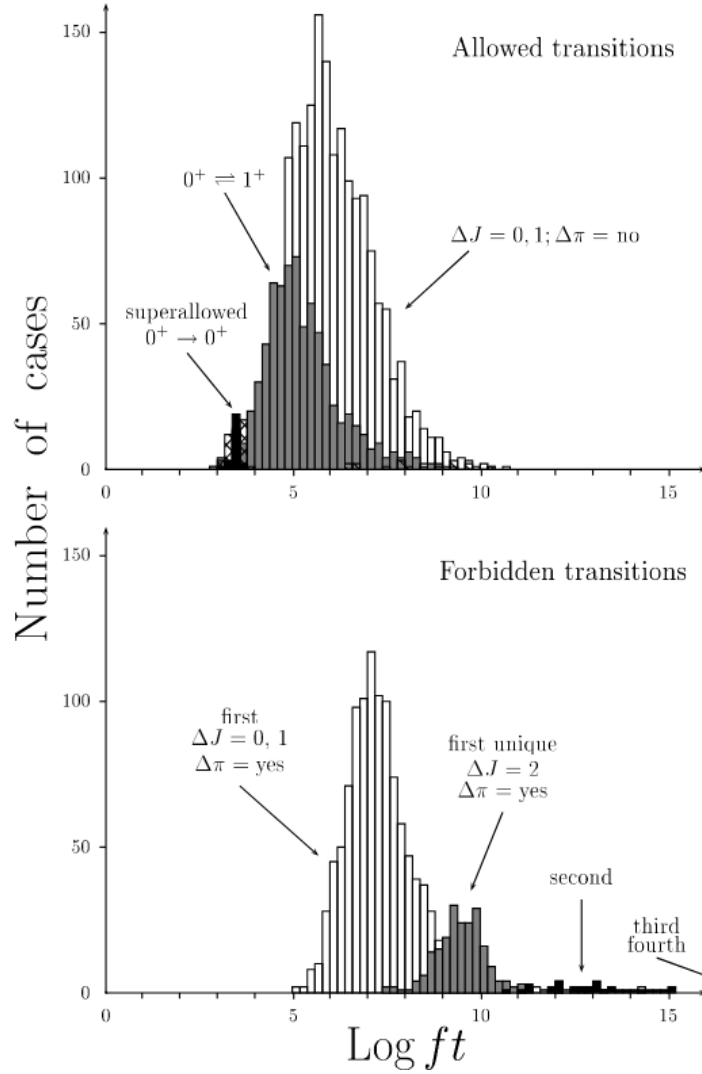 Number of cases
150
100
50
0
Allowed transitions
0⁺ ⇌ 1⁺
ΔJ = 0, 1; Δπ = no
superallowed
0⁺ → 0⁺
0
5
10
15
150
100
50
0
Forbidden transitions
first
ΔJ = 0, 1
Δπ = yes
first unique
ΔJ = 2
Δπ = yes
second
third
fourth
0
5
10
15
Log ft